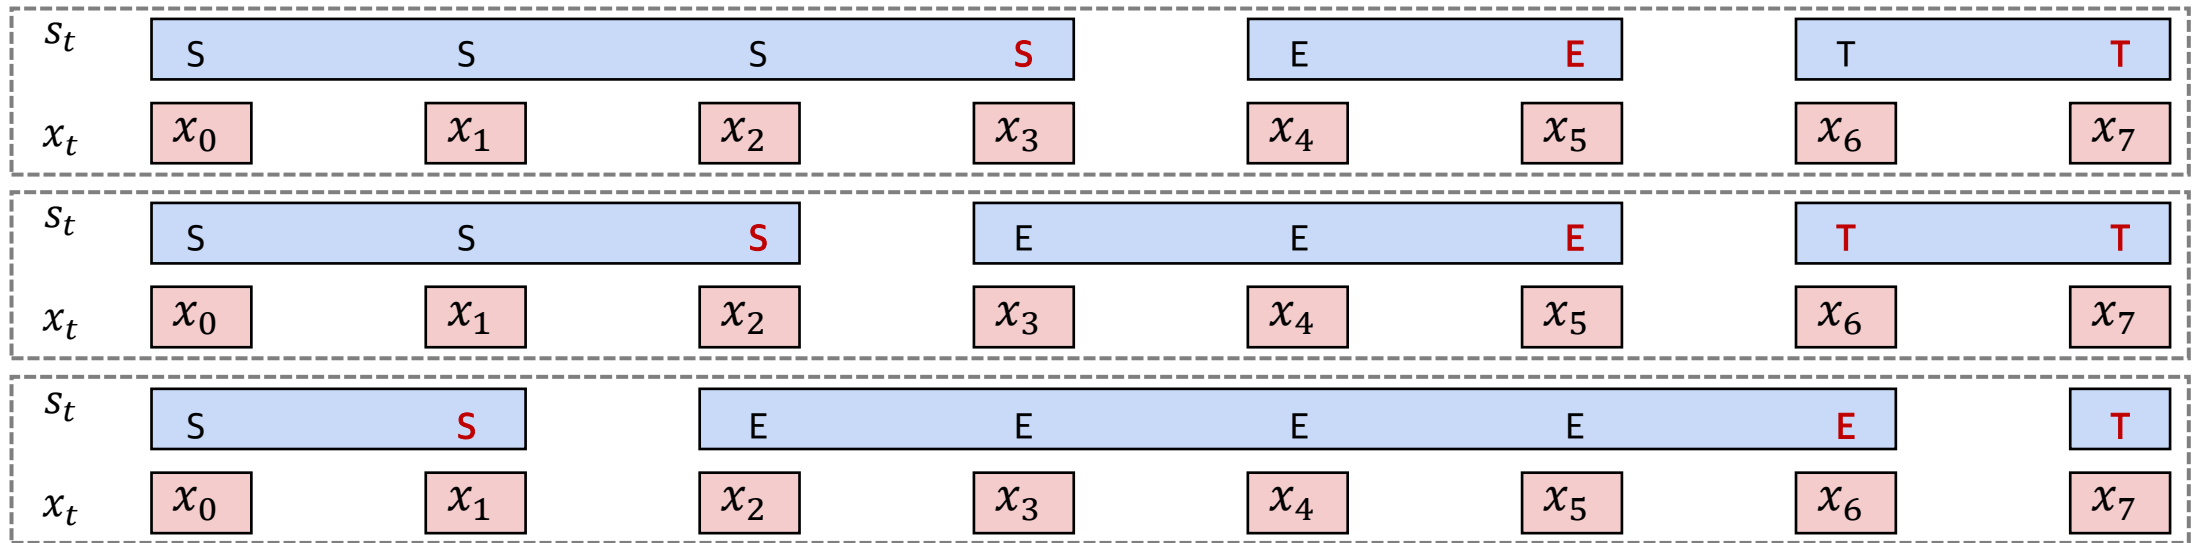 s_t S S S S E E T T
x_t x_0 x_1 x_2 x_3 x_4 x_5 x_6 x_7
s_t S S S E E E T T
x_t x_0 x_1 x_2 x_3 x_4 x_5 x_6 x_7
s_t S S E E E E E T
x_t x_0 x_1 x_2 x_3 x_4 x_5 x_6 x_7